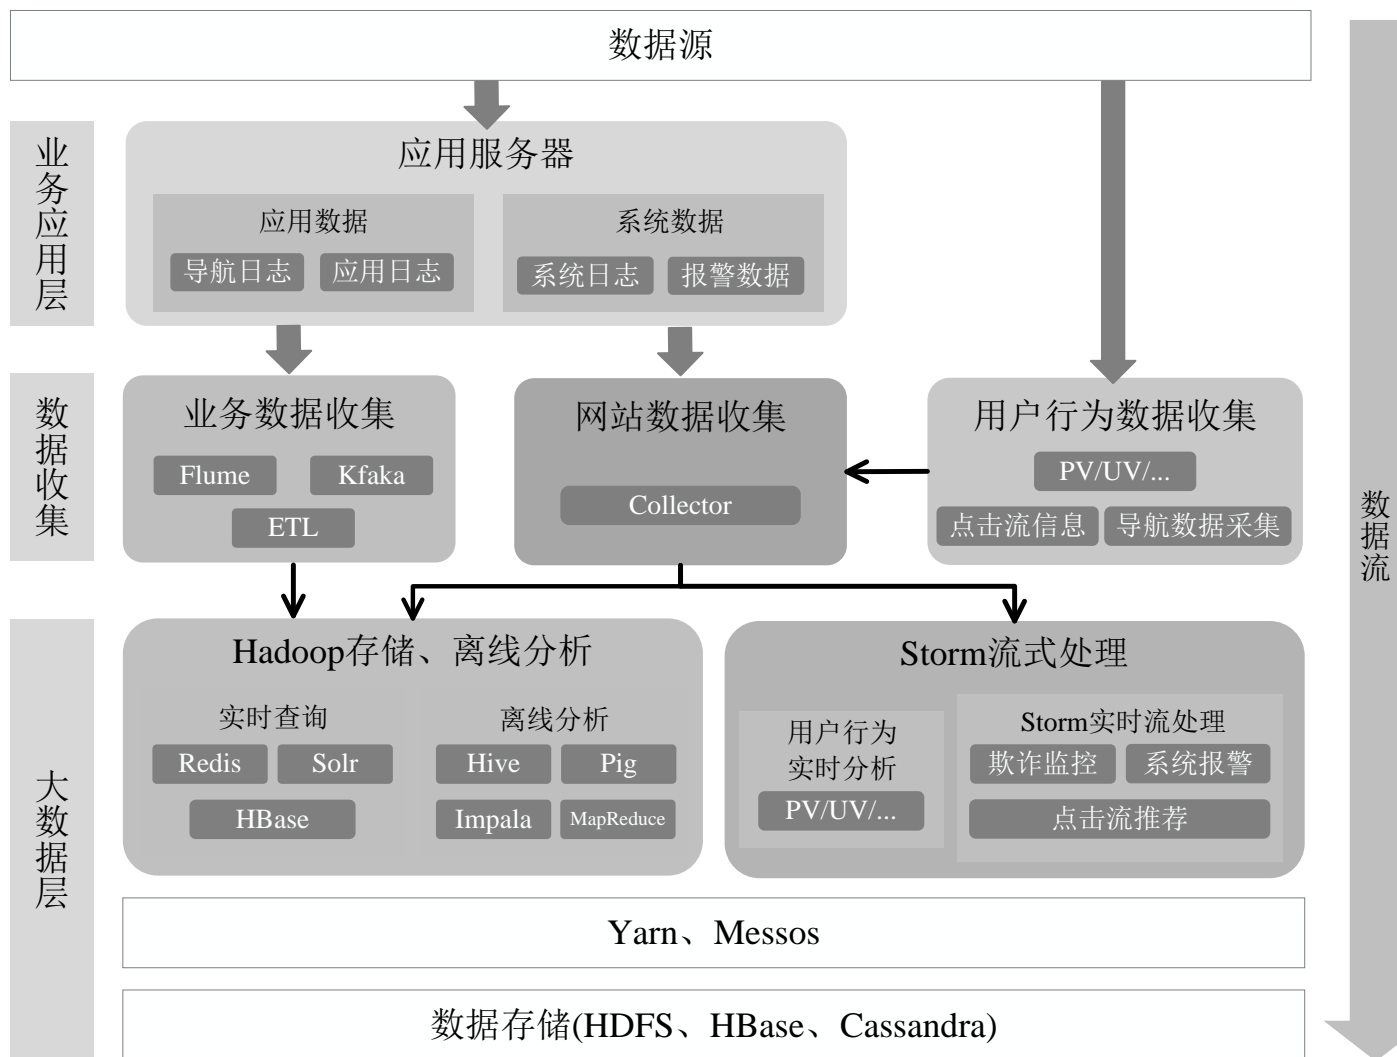 数据源
业务应用层
应用服务器
应用数据
导航日志
应用日志
系统数据
系统日志
报警数据
数据收集
业务数据收集
Flume
Kfaka
ETL
网站数据收集
Collector
用户行为数据收集
PV/UV/...
点击流信息
导航数据采集
大数据层
Hadoop存储、离线分析
实时查询
Redis
Solr
HBase
离线分析
Hive
Pig
Impala
MapReduce
Storm流式处理
用户行为
实时分析
PV/UV/...
Storm实时流处理
欺诈监控
系统报警
点击流推荐
Yarn、Messos
数据存储(HDFS、HBase、Cassandra)
数据流